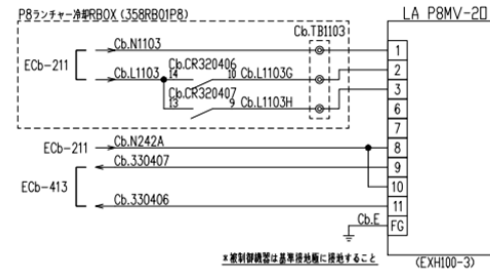 P8ランチャー冷却RBOX (358RB01P8)
LA P8MV-20
Cb.TB1103
Cb.N1103
1
ECb-211
Cb.CR320406
2
Cb.L1103
14
10
Cb.L1103G
3
Cb.CR320407
13
9
Cb.L1103H
6
7
ECb-211
Cb.N242A
8
Cb.330407
9
ECb-413
10
Cb.330406
11
Cb.E
FG
*被制御機器は基準接地極に接地すること
(EXH100-3)